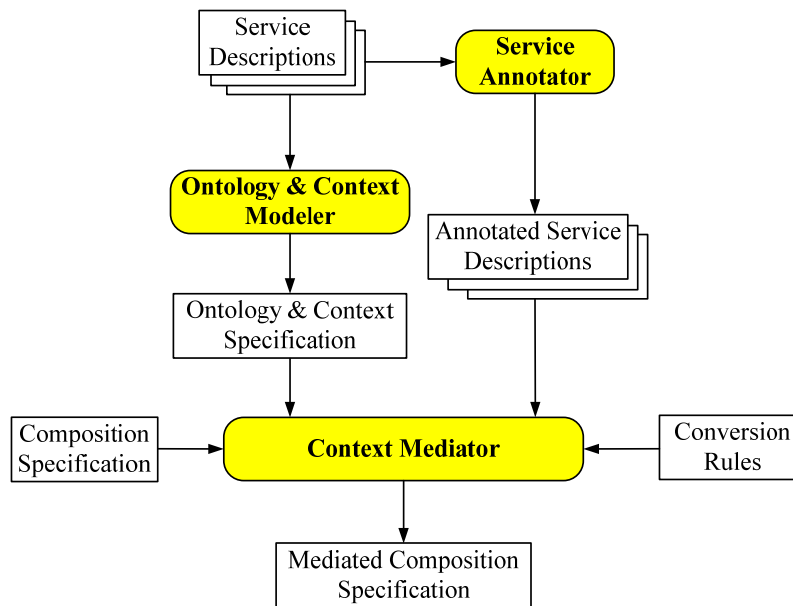 Service
Descriptions
Service
Annotator
Ontology & Context
Modeler
Annotated Service
Descriptions
Ontology & Context
Specification
Composition
Specification
Context Mediator
Conversion
Rules
Mediated Composition
Specification